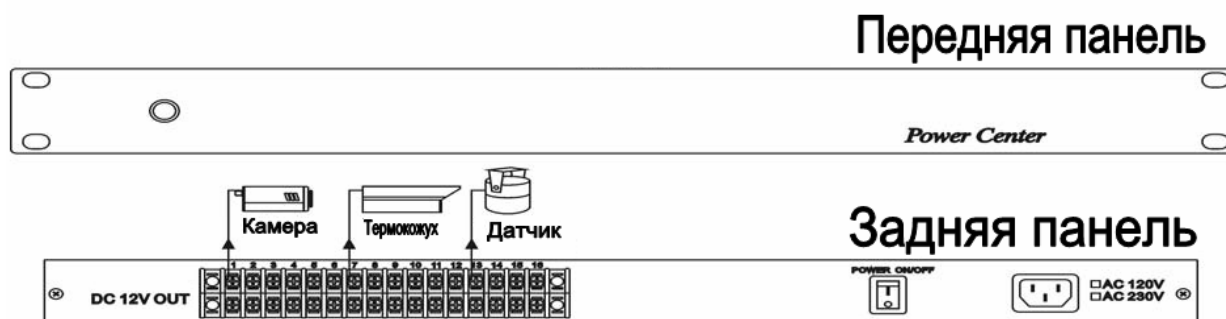 Передняя панель
Power Center
Камера
Термокожух
Датчик
Задняя панель
1 2 3 4 5 6 7 8 9 10 11 12 13 14 15 16
POWER ON/OFF
DC 12V OUT
AC 120V
AC 230V